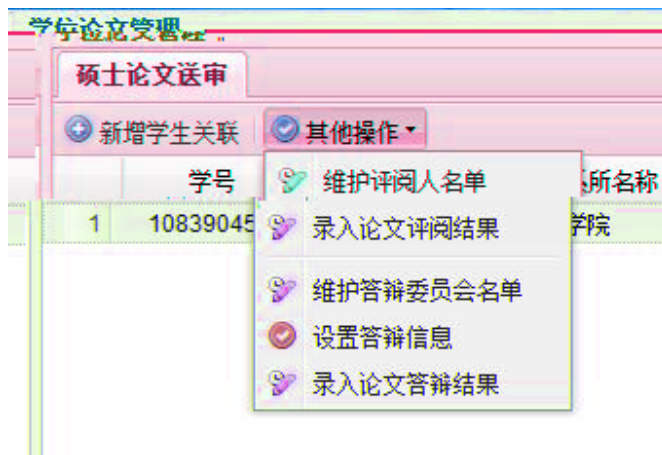 学位论文管理
硕士论文送审
新增学生关联 其他操作
学号 所名称
维护评阅人名单
1 10839045 学院
录入论文评阅结果
维护答辩委员会名单
设置答辩信息
录入论文答辩结果